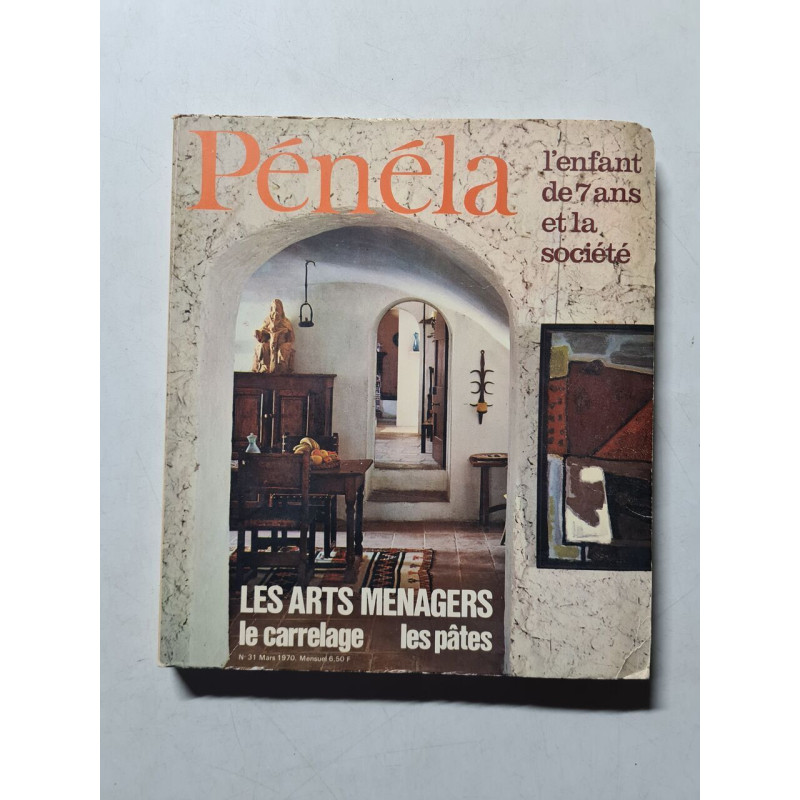 Pénéla
l'enfant
de 7 ans
et la
société
LES ARTS MENAGERS
le carrelage les pâtes
N° 31 Mars 1970. Mensuel 6,50 F